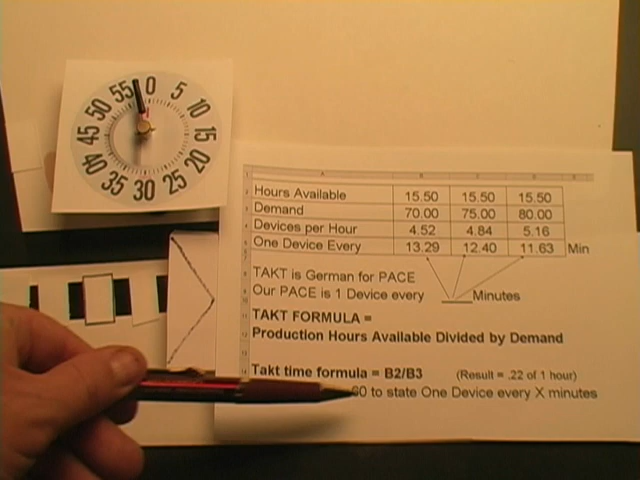 0 5 10 15 20 25 30 35 40 45 50 55
A B C D E
Hours Available 15.50 15.50 15.50
Demand 70.00 75.00 80.00
Devices per Hour 4.52 4.84 5.16
One Device Every 13.29 12.40 11.63 Min
TAKT is German for PACE
Our PACE is 1 Device every ____ Minutes
TAKT FORMULA =
Production Hours Available Divided by Demand
Takt time formula = B2/B3 (Result = .22 of 1 hour)
60 to state One Device every X minutes